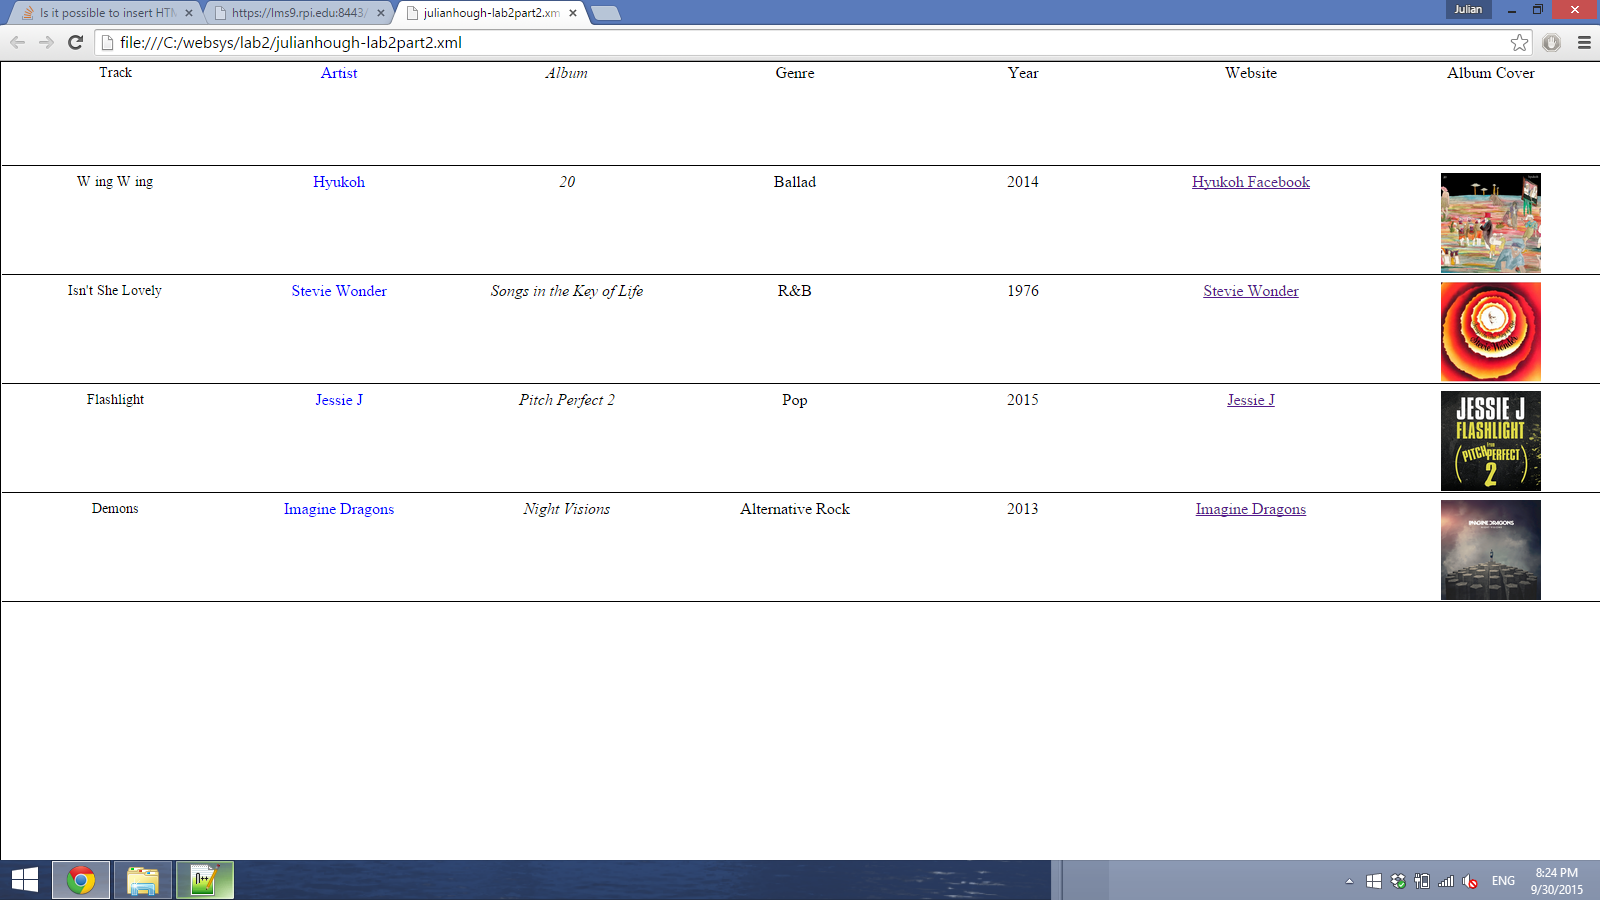 Is it possible to insert HTM
https://lms9.rpi.edu:8443/
julianhough-lab2part2.xm
Julian
file:///C:/websys/lab2/julianhough-lab2part2.xml
Track Artist Album Genre Year Website Album Cover
W ing W ing Hyukoh 20 Ballad 2014 Hyukoh Facebook
Isn't She Lovely Stevie Wonder Songs in the Key of Life R&B 1976 Stevie Wonder
Stevie Wonder
Flashlight Jessie J Pitch Perfect 2 Pop 2015 Jessie J
JESSIE J
FLASHLIGHT
from
(PITCH PERFECT
2)
Demons Imagine Dragons Night Visions Alternative Rock 2013 Imagine Dragons
IMAGINE DRAGONS
ENG
8:24 PM
9/30/2015